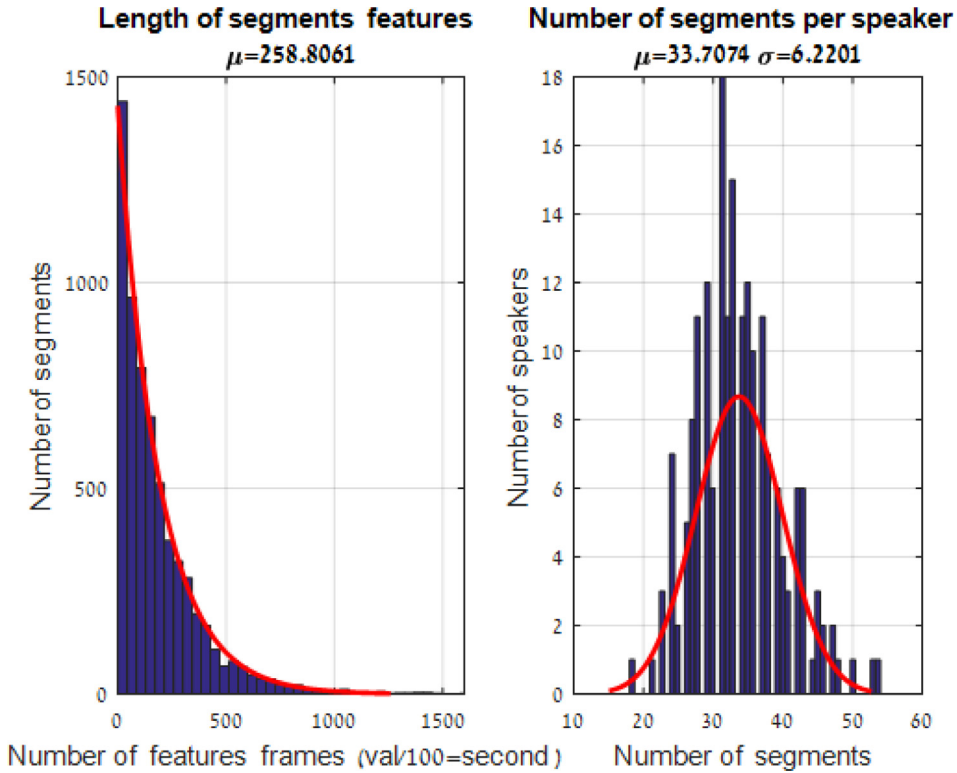 Length of segments features
μ=258.8061
1500
1000
500
0
0 500 1000 1500
Number of segments
Number of features frames (val/100=second)
Number of segments per speaker
μ=33.7074 σ=6.2201
18
16
14
12
10
8
6
4
2
0
10 20 30 40 50 60
Number of speakers
Number of segments